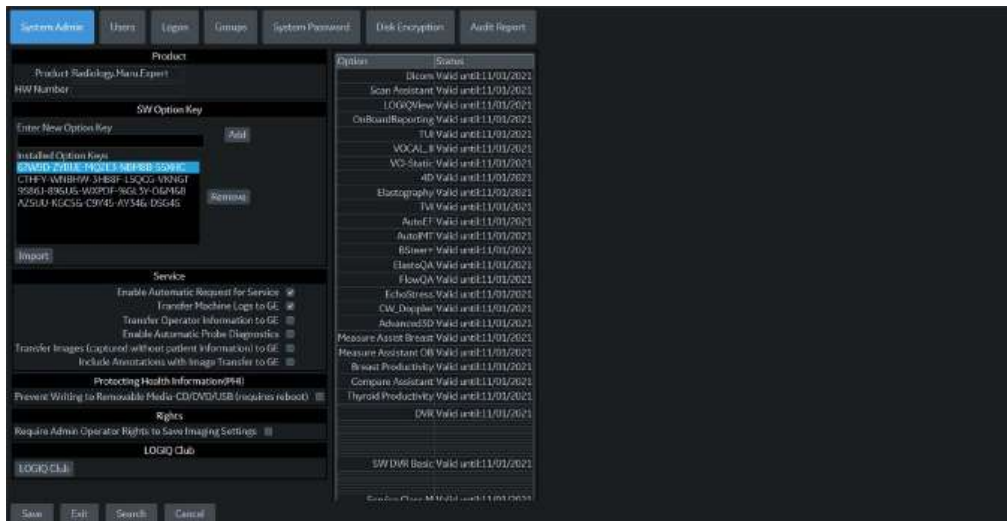 System Admin
Users
Logon
Groups
System Password
Disk Encryption
Audit Report
Product
Product Radiology.Manu.Expert
HW Number
SW Option Key
Enter New Option Key
Add
Installed Option Keys
CTHFY-WNBHW-3HB8F-LSQCG-VKNGT
Remove
Import
Service
Enable Automatic Request for Service
Transfer Machine Logs to GE
Transfer Operator Information to GE
Enable Automatic Probe Diagnostics
Transfer Images (captured without patient information) to GE
Include Annotations with Image Transfer to GE
Protecting Health Information(PHI)
Prevent Writing to Removable Media-CD/DVD/USB (requires reboot)
Rights
Require Admin Operator Rights to Save Imaging Settings
LOGIQ Club
LOGIQ Club
Save
Exit
Search
Cancel
Option Status
Dicom Valid until:11/01/2021
Scan Assistant Valid until:11/01/2021
LOGIQView Valid until:11/01/2021
OnBoardReporting Valid until:11/01/2021
TUI Valid until:11/01/2021
VOCAL_II Valid until:11/01/2021
VCI-Static Valid until:11/01/2021
4D Valid until:11/01/2021
Elastography Valid until:11/01/2021
TVI Valid until:11/01/2021
AutoEF Valid until:11/01/2021
AutoIMT Valid until:11/01/2021
BSteer+ Valid until:11/01/2021
ElastoQA Valid until:11/01/2021
FlowQA Valid until:11/01/2021
EchoStress Valid until:11/01/2021
CW_Doppler Valid until:11/01/2021
Advanced3D Valid until:11/01/2021
Measure Assist Breast Valid until:11/01/2021
Measure Assistant OB Valid until:11/01/2021
Breast Productivity Valid until:11/01/2021
Compare Assistant Valid until:11/01/2021
Thyroid Productivity Valid until:11/01/2021
DVR Valid until:11/01/2021
SW DVR Basic Valid until:11/01/2021
Service Class M Valid until:11/01/2021